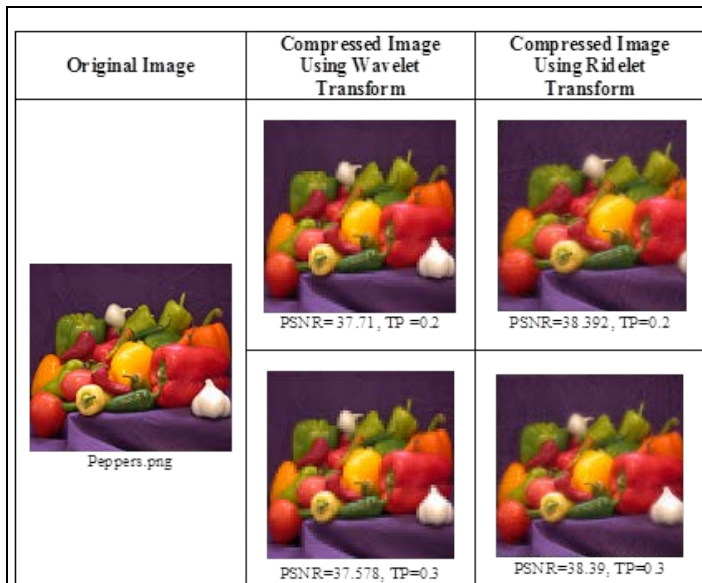 Original Image
Compressed Image
Using Wavelet
Transform
Compressed Image
Using Ridelet
Transform
Peppers.png
PSNR= 37.71, TP =0.2
PSNR=38.392, TP=0.2
PSNR=37.578, TP=0.3
PSNR=38.39, TP=0.3